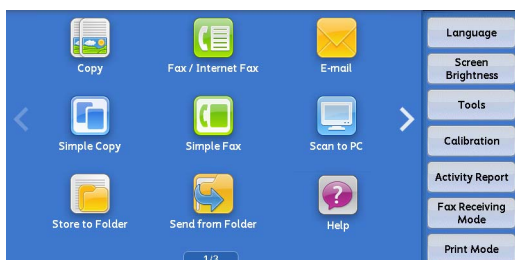 Copy
Fax / Internet Fax
E-mail
Simple Copy
Simple Fax
Scan to PC
Store to Folder
Send from Folder
Help
1/3
Language
Screen
Brightness
Tools
Calibration
Activity Report
Fax Receiving
Mode
Print Mode